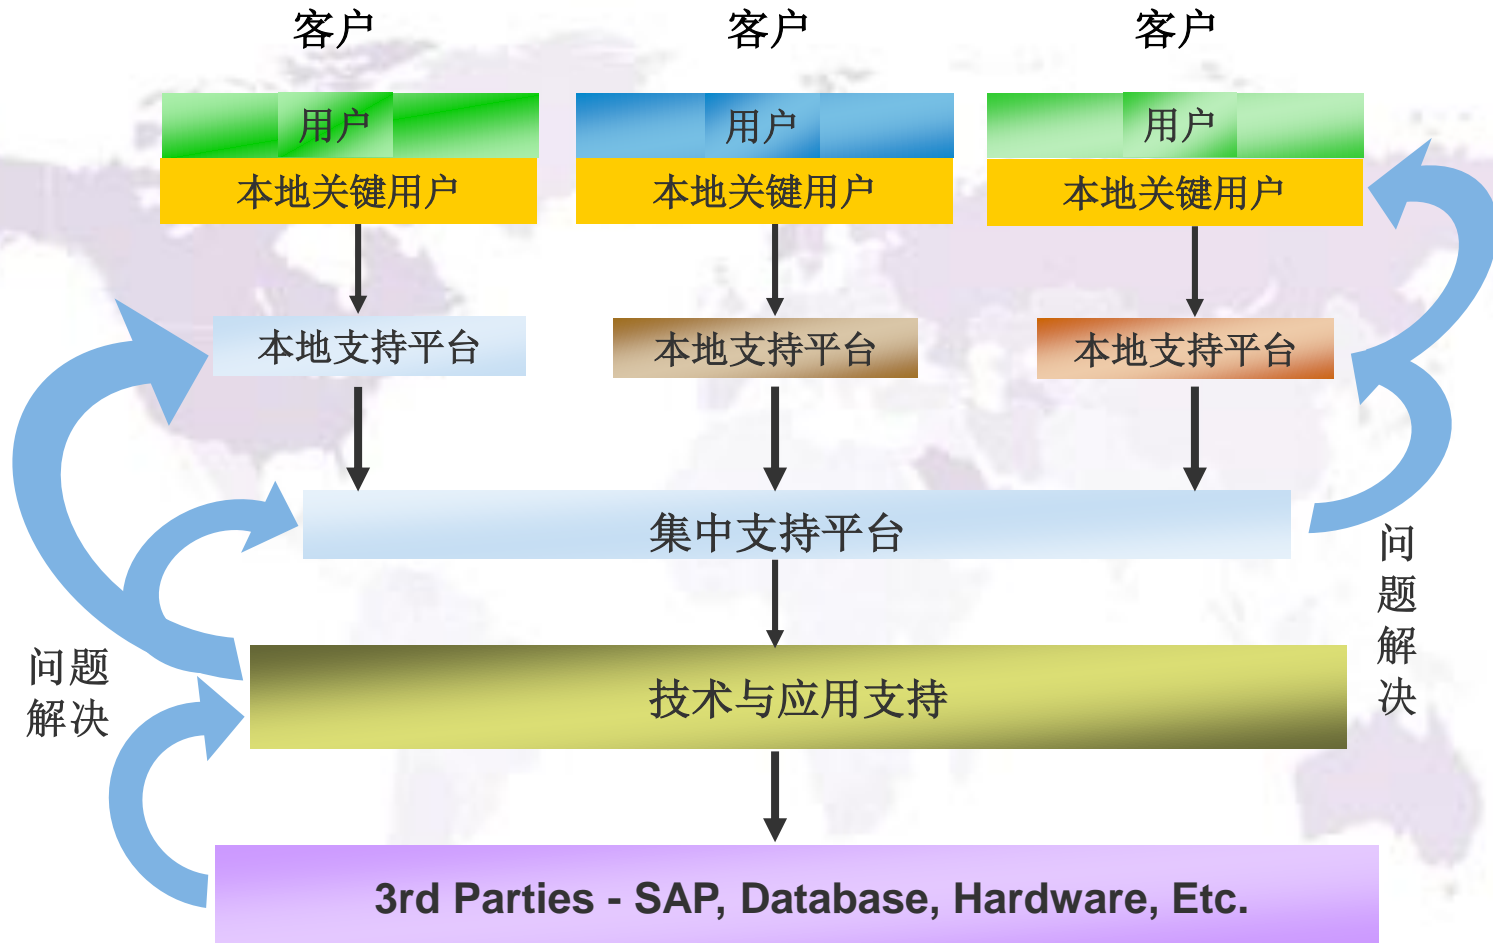 客户
客户
客户
用户
用户
用户
本地关键用户
本地关键用户
本地关键用户
本地支持平台
本地支持平台
本地支持平台
集中支持平台
问
题
解
决
问题
解决
技术与应用支持
3rd Parties - SAP, Database, Hardware, Etc.